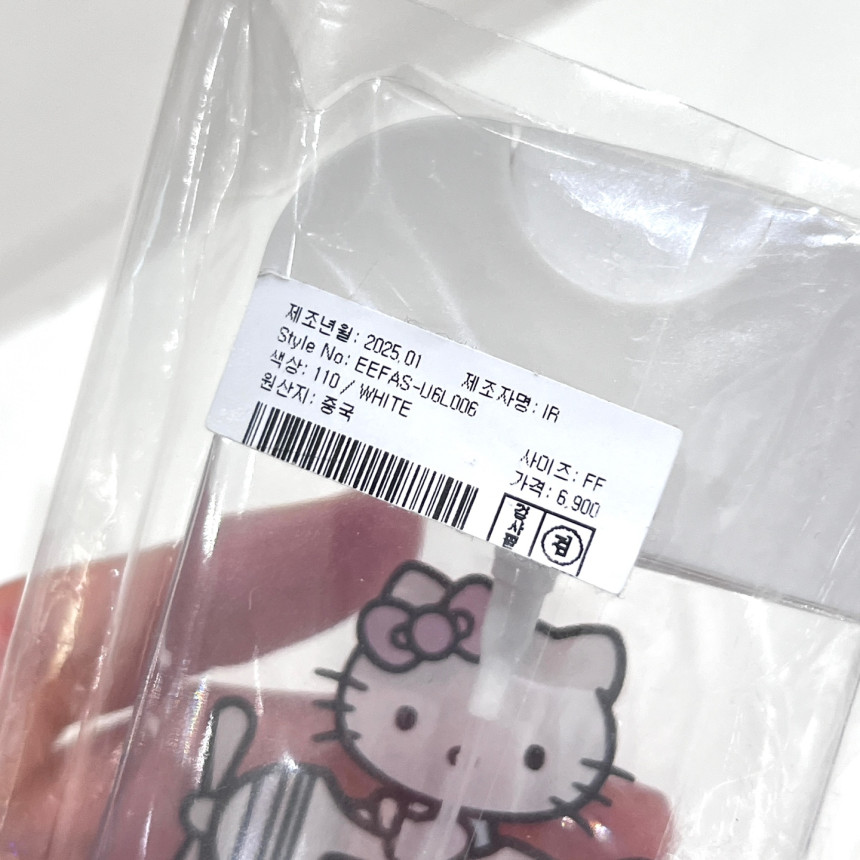 제조년월: 2025.01
Style No: EEFAS-U6L006 제조자명: IR
색상: 110 / WHITE
원산지: 중국
사이즈: FF
가격: 6,900
검사필 검